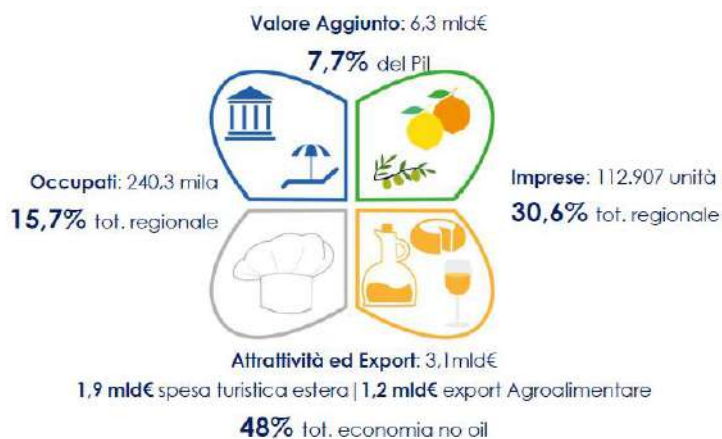 Valore Aggiunto: 6,3 mld€
7,7% del Pil
Occupati: 240.3 mila
15,7% tot. regionale
Imprese: 112.907 unità
30,6% tot. regionale
Attrattività ed Export: 3,1mld€
1,9 mld€ spesa turistica estera | 1,2 mld€ export Agroalimentare
48% tot. economia no oil